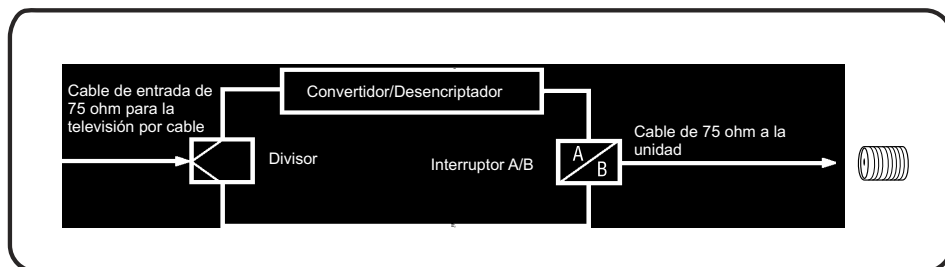 Cable de entrada de
75 ohm para la
televisión por cable
Convertidor/Desencriptador
Divisor
Interruptor A/B
A
B
Cable de 75 ohm a la
unidad